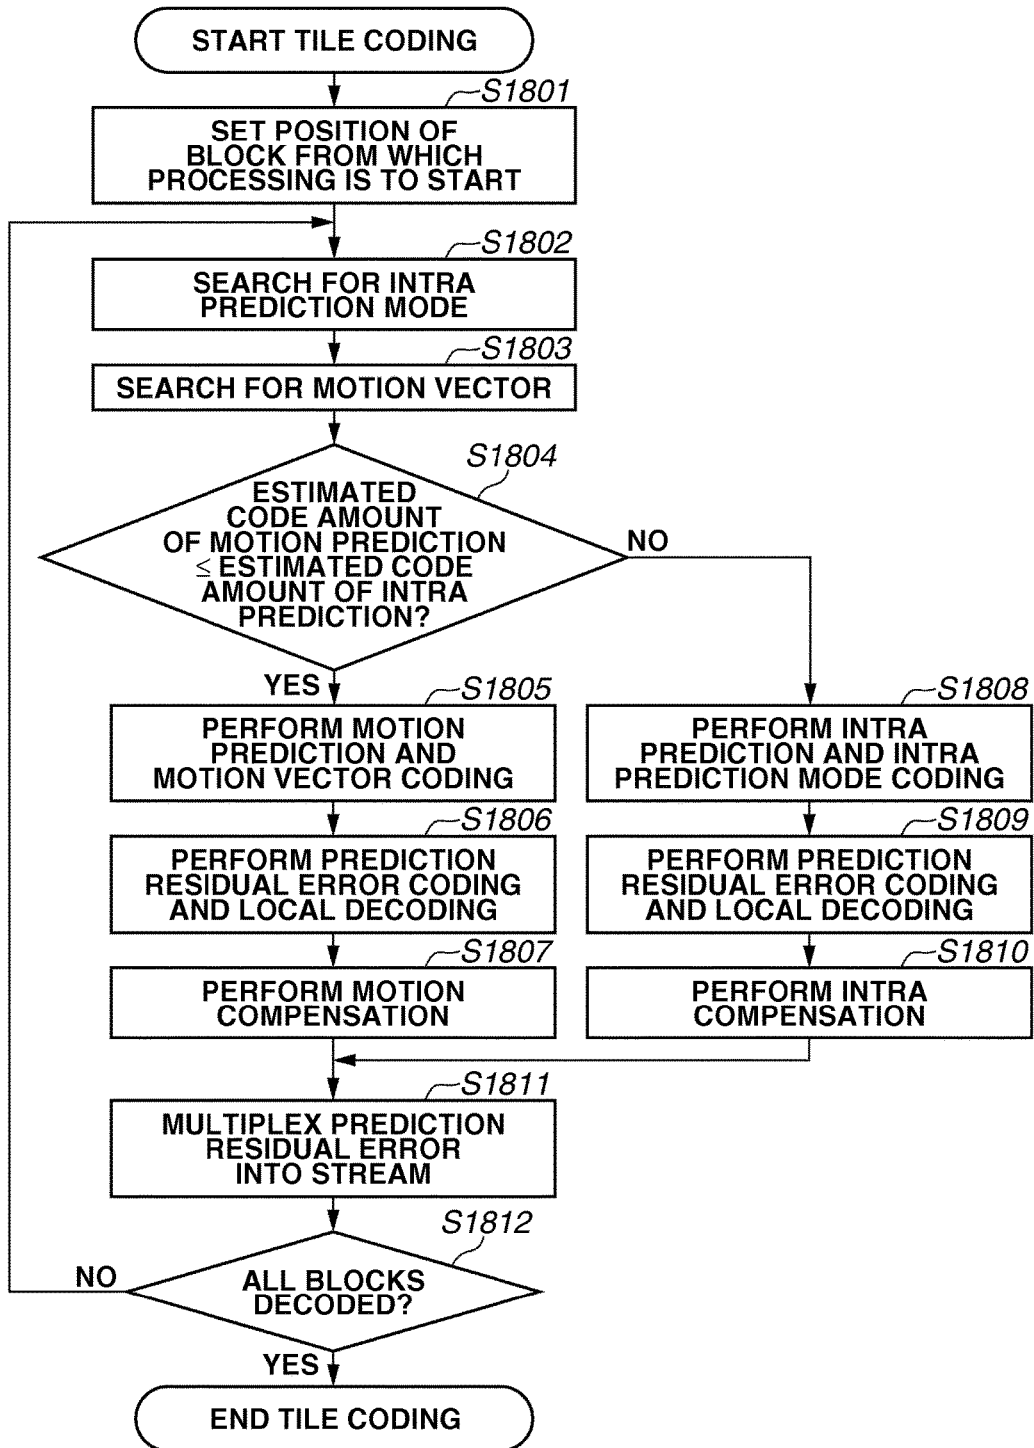 START TILE CODING
S1801
SET POSITION OF
BLOCK FROM WHICH
PROCESSING IS TO START
S1802
SEARCH FOR INTRA
PREDICTION MODE
S1803
SEARCH FOR MOTION VECTOR
S1804
ESTIMATED
CODE AMOUNT
OF MOTION PREDICTION
≤ ESTIMATED CODE
AMOUNT OF INTRA
PREDICTION?
NO
YES
S1805
PERFORM MOTION
PREDICTION AND
MOTION VECTOR CODING
S1808
PERFORM INTRA
PREDICTION AND INTRA
PREDICTION MODE CODING
S1806
PERFORM PREDICTION
RESIDUAL ERROR CODING
AND LOCAL DECODING
S1809
PERFORM PREDICTION
RESIDUAL ERROR CODING
AND LOCAL DECODING
S1807
PERFORM MOTION
COMPENSATION
S1810
PERFORM INTRA
COMPENSATION
S1811
MULTIPLEX PREDICTION
RESIDUAL ERROR
INTO STREAM
S1812
ALL BLOCKS
DECODED?
NO
YES
END TILE CODING